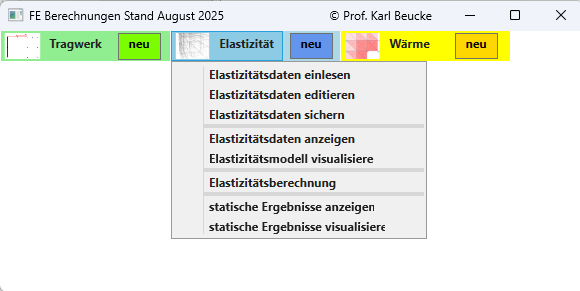 FE Berechnungen Stand August 2025 © Prof. Karl Beucke
Tragwerk neu Elastizität neu Wärme neu
Elastizitätsdaten einlesen
Elastizitätsdaten editieren
Elastizitätsdaten sichern
Elastizitätsdaten anzeigen
Elastizitätsmodell visualisiere
Elastizitätsberechnung
statische Ergebnisse anzeigen
statische Ergebnisse visualisiere